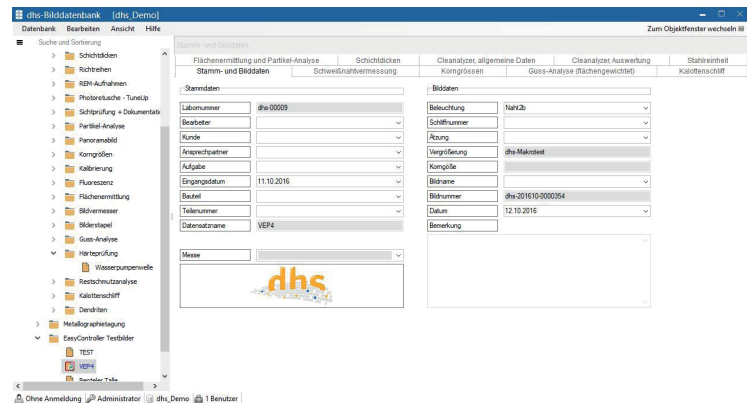 dhs-Bilddatenbank [dhs_Demo]
Datenbank Bearbeiten Ansicht Hilfe
Zum Objektfenster wechseln
Suche und Sortierung
Schichtdicken
Richtreihen
REM-Aufnahmen
Photoretusche - TuneUp
Sichtprüfung + Dokumentati
Partikel-Analyse
Panoramabild
Korngrößen
Kalibrierung
Fluoreszenz
Flächenermittlung
Bildvermesser
Bilderstapel
Guss-Analyse
Härteprüfung
Wasserpumpenwelle
Restschmutzanalyse
Kalottenschliff
Dendriten
Metallographietagung
EasyController Testbilder
TEST
VEP4
Benteler Talle
Stamm- und Bilddaten
Flächenermittlung und Partikel-Analyse Schichtdicken Cleanalyzer, allgemeine Daten Cleanalyzer, Auswertung Stahlreinheit
Stamm- und Bilddaten Schweißnahtvermessung Korngrössen Guss-Analyse (flächengewichtet) Kalottenschliff
Stammdaten
Labornummer dhs-00009
Bearbeiter
Kunde
Ansprechpartner
Aufgabe
Eingangsdatum 11.10.2016
Bauteil
Teilenummer
Datensatzname VEP4
Messe
dhs
Bilddaten
Beleuchtung Naht2b
Schliffnummer
Ätzung
Vergrößerung dhs-Makrotext
Korngöße
Bildname
Bildnummer dhs-201610-0000354
Datum 12.10.2016
Bemerkung
Ohne Anmeldung Administrator dhs_Demo 1 Benutzer